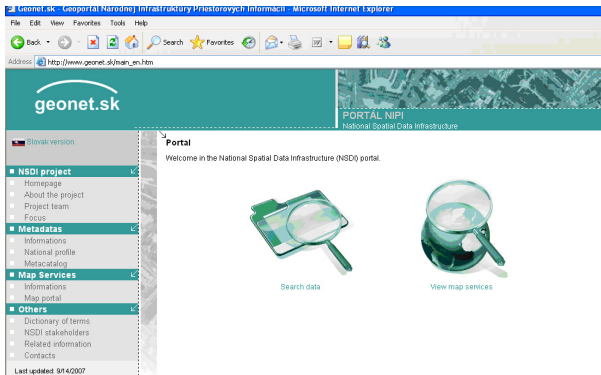 Geonet.sk - Geoportál Národnej Infraštruktúry Priestorových Informácií - Microsoft Internet Explorer
File Edit View Favorites Tools Help
Back Search Favorites
Address http://www.geonet.sk/main_en.htm
geonet.sk
PORTÁL NIPI
National Spatial Data Infrastructure
Slovak version
Portal
Welcome in the National Spatial Data Infrastructure (NSDI) portal.
NSDI project
Homepage
About the project
Project team
Focus
Metadatas
Informations
National profile
Metacatalog
Map Services
Informations
Map portal
Others
Dictionary of terms
NSDI stakeholders
Related information
Contacts
Search data
View map services
Last updated: 9/14/2007